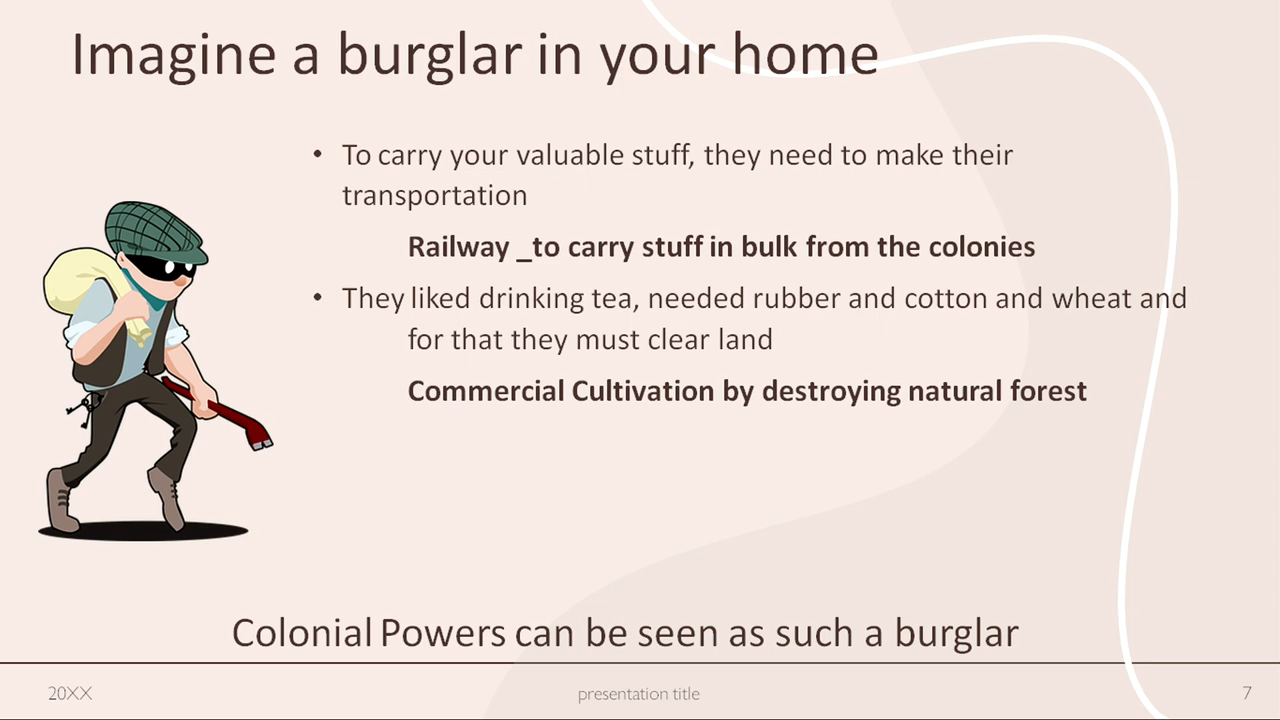 Imagine a burglar in your home
• To carry your valuable stuff, they need to make their
transportation
Railway _to carry stuff in bulk from the colonies
• They liked drinking tea, needed rubber and cotton and wheat and
for that they must clear land
Commercial Cultivation by destroying natural forest
Colonial Powers can be seen as such a burglar
20XX
presentation title
7